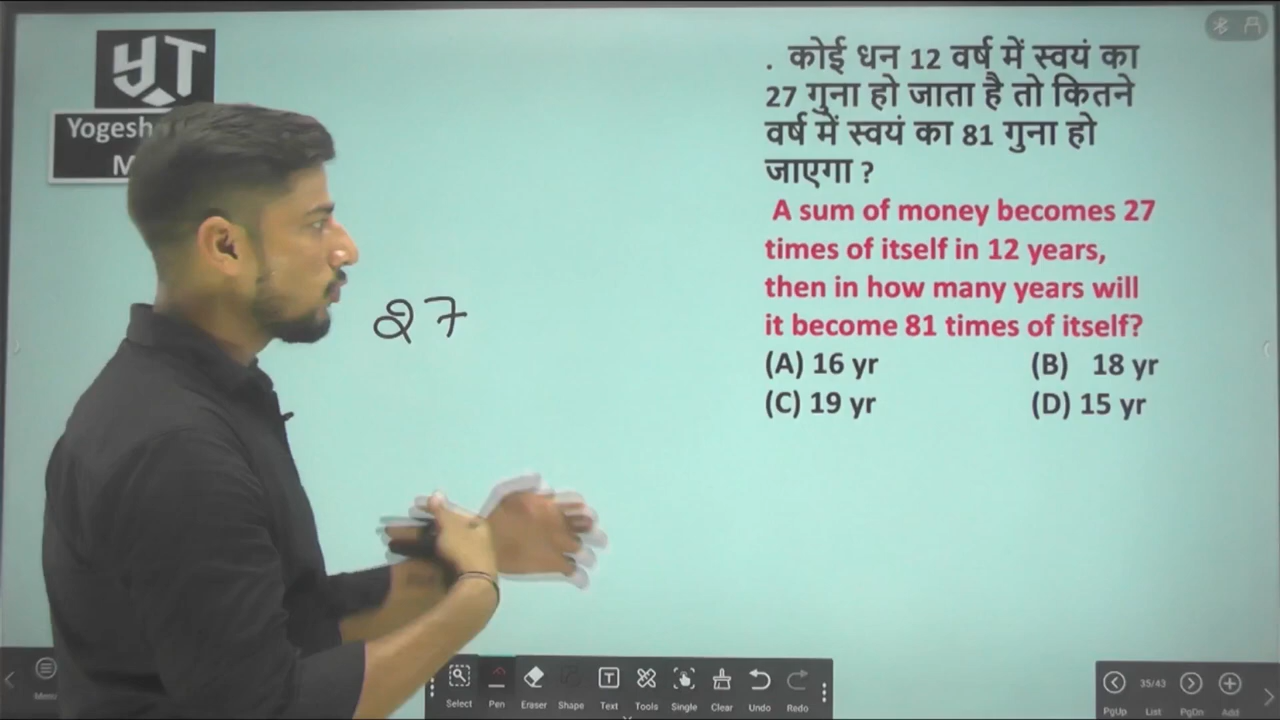 YT
Yogesh
M
. कोई धन 12 वर्ष में स्वयं का
27 गुना हो जाता है तो कितने
वर्ष में स्वयं का 81 गुना हो
जाएगा ?
A sum of money becomes 27
times of itself in 12 years,
then in how many years will
it become 81 times of itself?
(A) 16 yr (B) 18 yr
(C) 19 yr (D) 15 yr
27
Menu Select Pen Eraser Shape Text Tools Single Clear Undo Redo
35/43
PgUp List PgDn Add